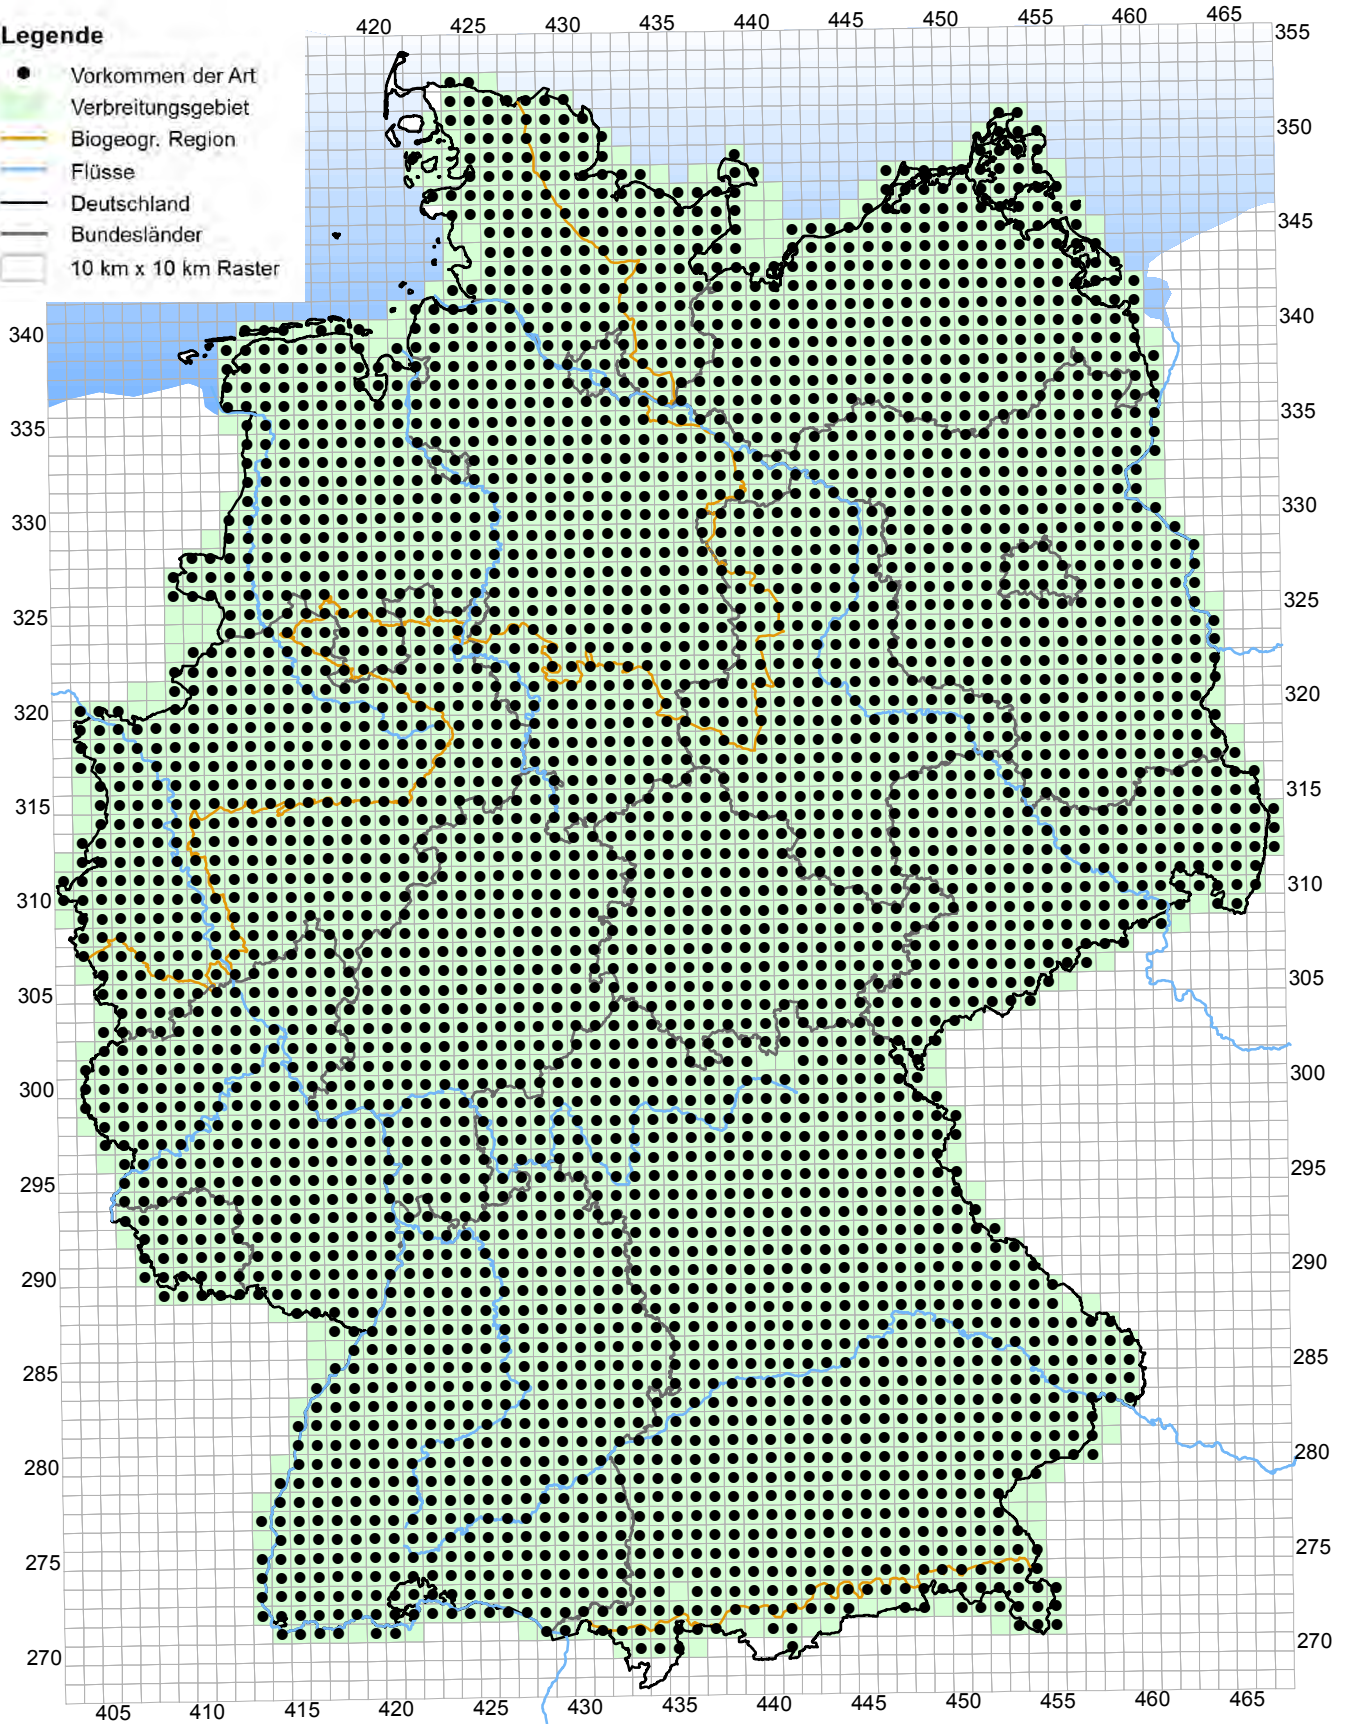 420 425 430 435 440 445 450 455 460 465
355
Legende
Vorkommen der Art
Verbreitungsgebiet
Biogeogr. Region
Flüsse
Deutschland
Bundesländer
10 km x 10 km Raster
350
345
340 340
335 335
330 330
325 325
320 320
315 315
310 310
305 305
300 300
295 295
290 290
285 285
280 280
275 275
270 270
405 410 415 420 425 430 435 440 445 450 455 460 465